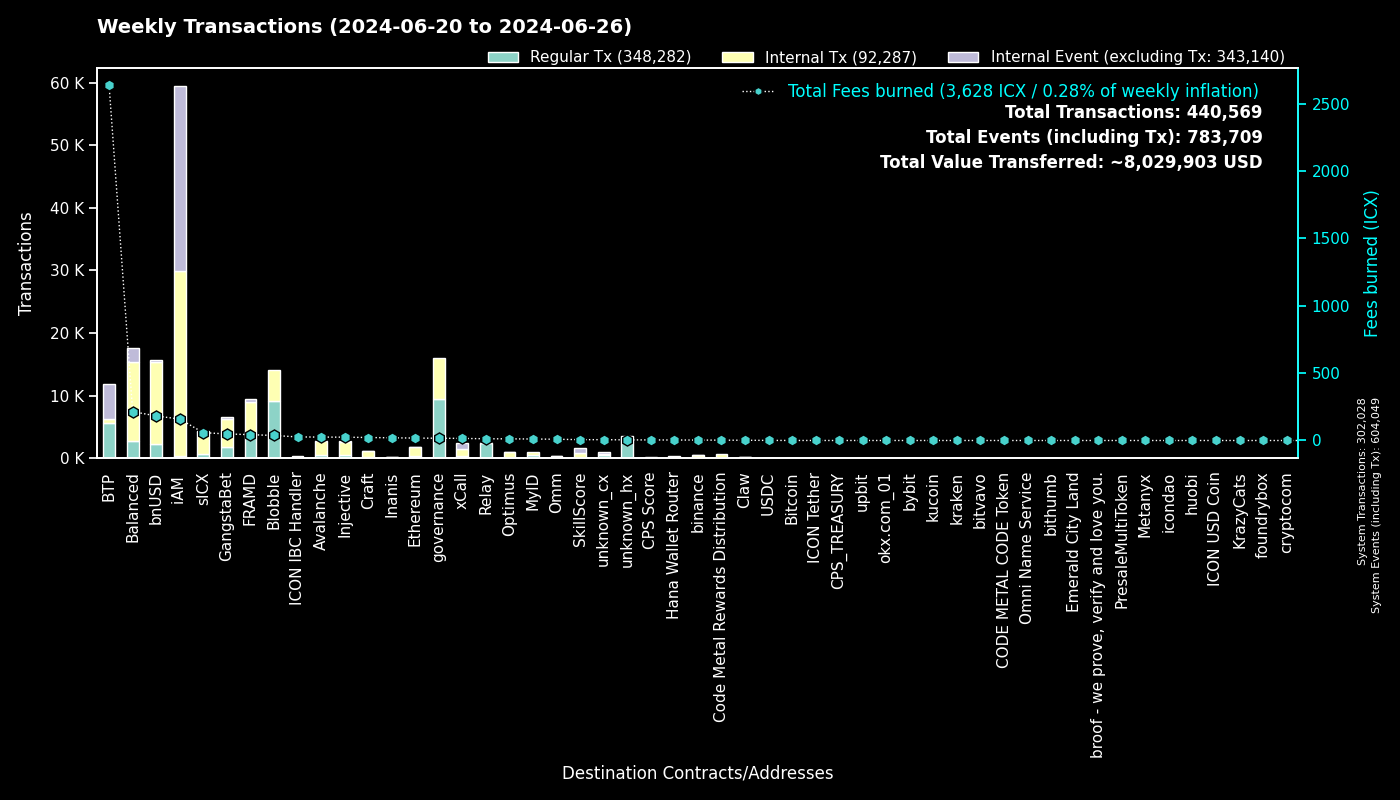 Weekly Transactions (2024-06-20 to 2024-06-26)
Regular Tx (348,282)
Internal Tx (92,287)
Internal Event (excluding Tx: 343,140)
Total Fees burned (3,628 ICX / 0.28% of weekly inflation)
Total Transactions: 440,569
Total Events (including Tx): 783,709
Total Value Transferred: ~8,029,903 USD
Transactions
60 K
50 K
40 K
30 K
20 K
10 K
0 K
2500
2000
1500
1000
500
0
Fees burned (ICX)
System Transactions: 302,028
System Events (including Tx): 604,049
BTP
Balanced
bnUSD
iAM
sICX
GangstaBet
FRAMD
Blobble
ICON IBC Handler
Avalanche
Injective
Craft
Inanis
Ethereum
governance
xCall
Relay
Optimus
MyID
Omm
SkillScore
unknown_cx
unknown_hx
CPS Score
Hana Wallet Router
binance
Code Metal Rewards Distribution
Claw
USDC
Bitcoin
ICON Tether
CPS_TREASURY
upbit
okx.com_01
bybit
kucoin
kraken
bitvavo
CODE METAL CODE Token
Omni Name Service
bithumb
Emerald City Land
broof - we prove, verify and love you.
PresaleMultiToken
Metanyx
icondao
huobi
ICON USD Coin
KrazyCats
foundrybox
cryptocom
Destination Contracts/Addresses